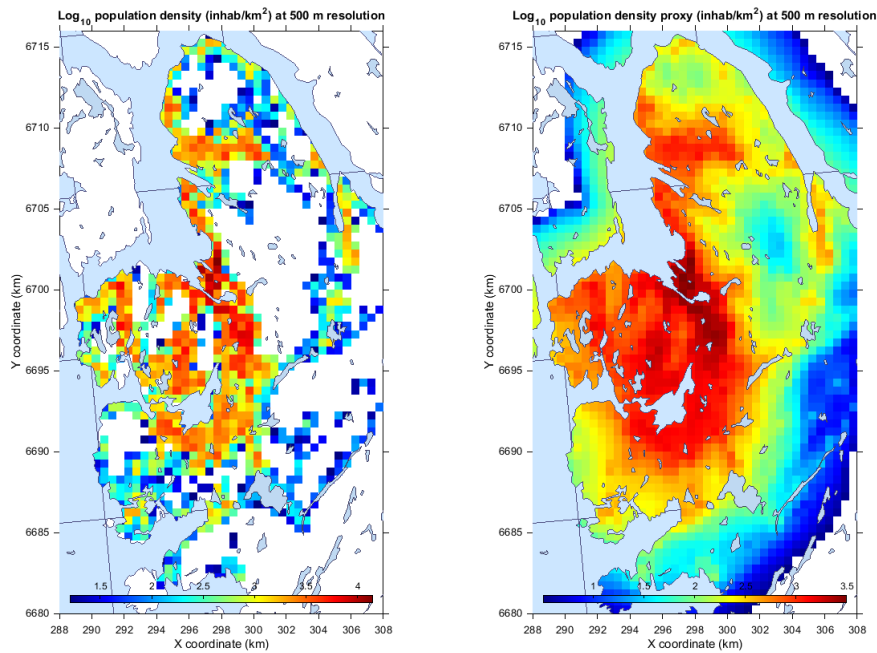 Log10 population density (inhab/km2) at 500 m resolution
6715
6710
6705
6700
6695
6690
6685
6680
Y coordinate (km)
1.5 2 2.5 3 3.5 4
288 290 292 294 296 298 300 302 304 306 308
X coordinate (km)
Log10 population density proxy (inhab/km2) at 500 m resolution
6715
6710
6705
6700
6695
6690
6685
6680
Y coordinate (km)
1 2 2.5 3 3.5
288 290 292 294 296 298 300 302 304 306 308
X coordinate (km)